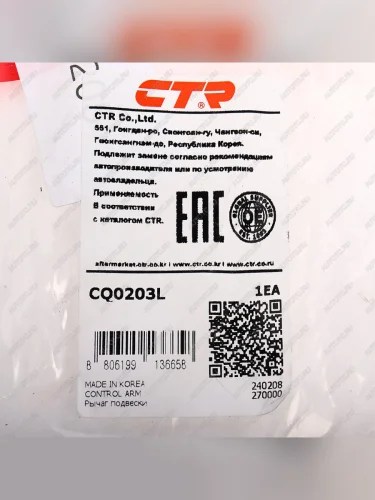 CTR®
CTR Co.,Ltd.
551, Гонгдан-ро, Сеонгсан-гу, Чангвон-си,
Гиеонгсангнам-до, Республика Корея.
Подлежит замене согласно рекомендациям
автопроизводителя или по усмотрению
автовладельца.
Применяемость
В соответствии
с каталогом CTR.
EAC
aftermarket.ctr.co.kr | www.ctr.co.kr | www.ctr-co.ru
CQ0203L 1EA
8 806199 136658
MADE IN KOREA 240208
CONTROL ARM 270000
Рычаг подвески